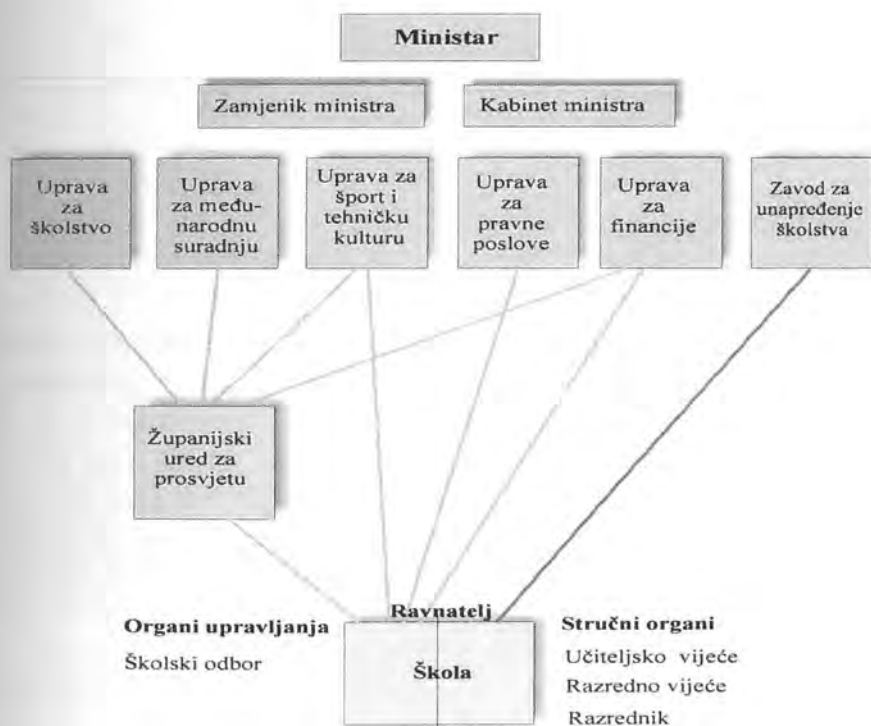 Ministar
Zamjenik ministra
Kabinet ministra
Uprava
za
školstvo
Uprava
za među-
narodnu
suradnju
Uprava za
šport i
tehničku
kulturu
Uprava
za
pravne
poslove
Uprava
za
financije
Zavod za
unapređenje
školstva
Županijski
ured za
prosvjetu
Organi upravljanja
Školski odbor
Ravnatelj
Škola
Stručni organi
Učiteljsko vijeće
Razredno vijeće
Razrednik